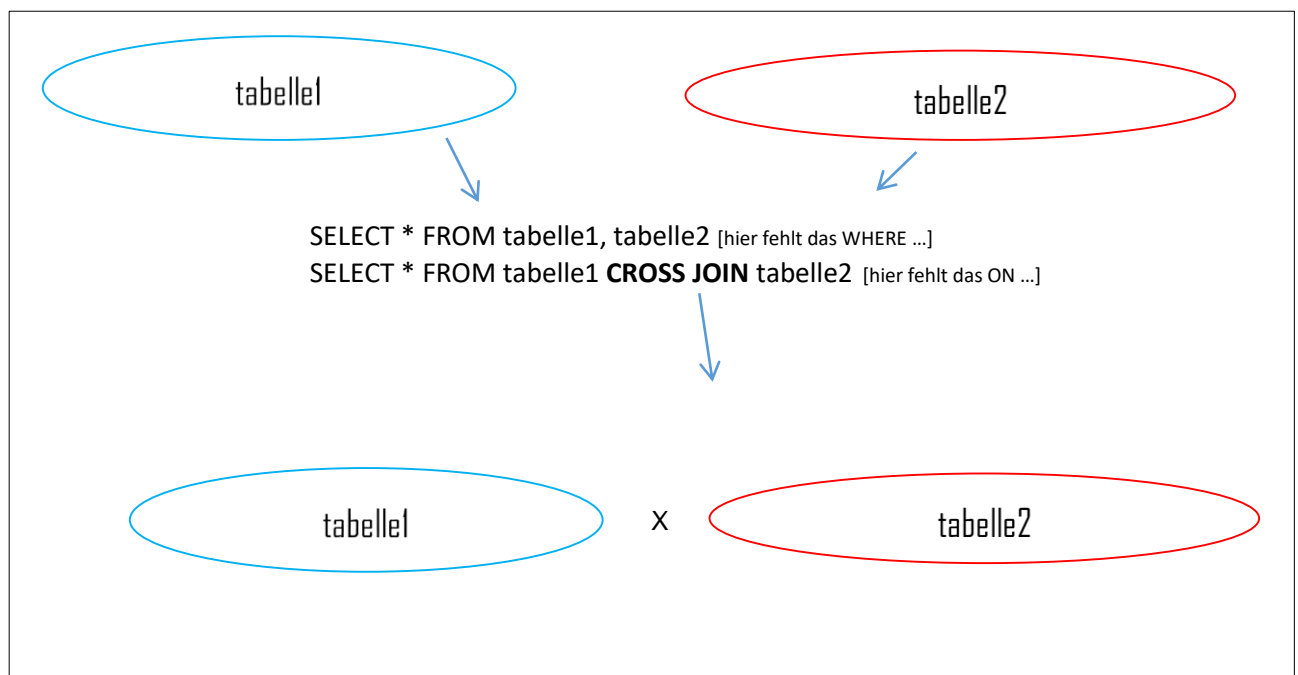 tabelle1
tabelle2
SELECT * FROM tabelle1, tabelle2 [hier fehlt das WHERE ...]
SELECT * FROM tabelle1 CROSS JOIN tabelle2 [hier fehlt das ON ...]
tabelle1 X tabelle2